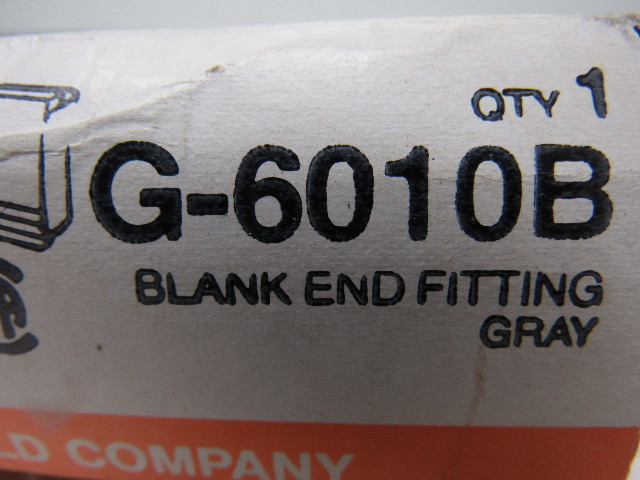 QTY 1
G-6010B
BLANK END FITTING
GRAY
LD COMPANY